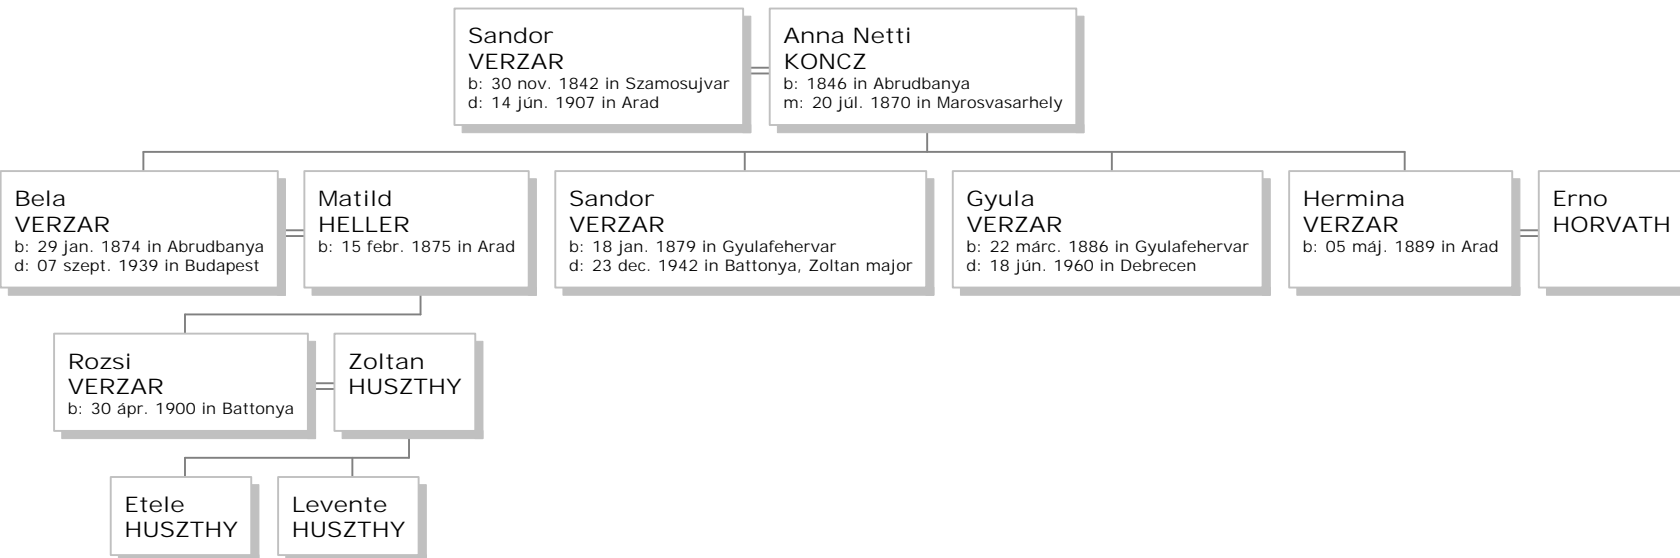 Sandor
VERZAR
b: 30 nov. 1842 in Szamosujvar
d: 14 jún. 1907 in Arad
Anna Netti
KONCZ
b: 1846 in Abrudbanya
m: 20 júl. 1870 in Marosvasarhely
Bela
VERZAR
b: 29 jan. 1874 in Abrudbanya
d: 07 szept. 1939 in Budapest
Matild
HELLER
b: 15 febr. 1875 in Arad
Sandor
VERZAR
b: 18 jan. 1879 in Gyulafehervar
d: 23 dec. 1942 in Battonya, Zoltan major
Gyula
VERZAR
b: 22 márc. 1886 in Gyulafehervar
d: 18 jún. 1960 in Debrecen
Hermina
VERZAR
b: 05 máj. 1889 in Arad
Erno
HORVATH
Rozsi
VERZAR
b: 30 ápr. 1900 in Battonya
Zoltan
HUSZTHY
Etele
HUSZTHY
Levente
HUSZTHY